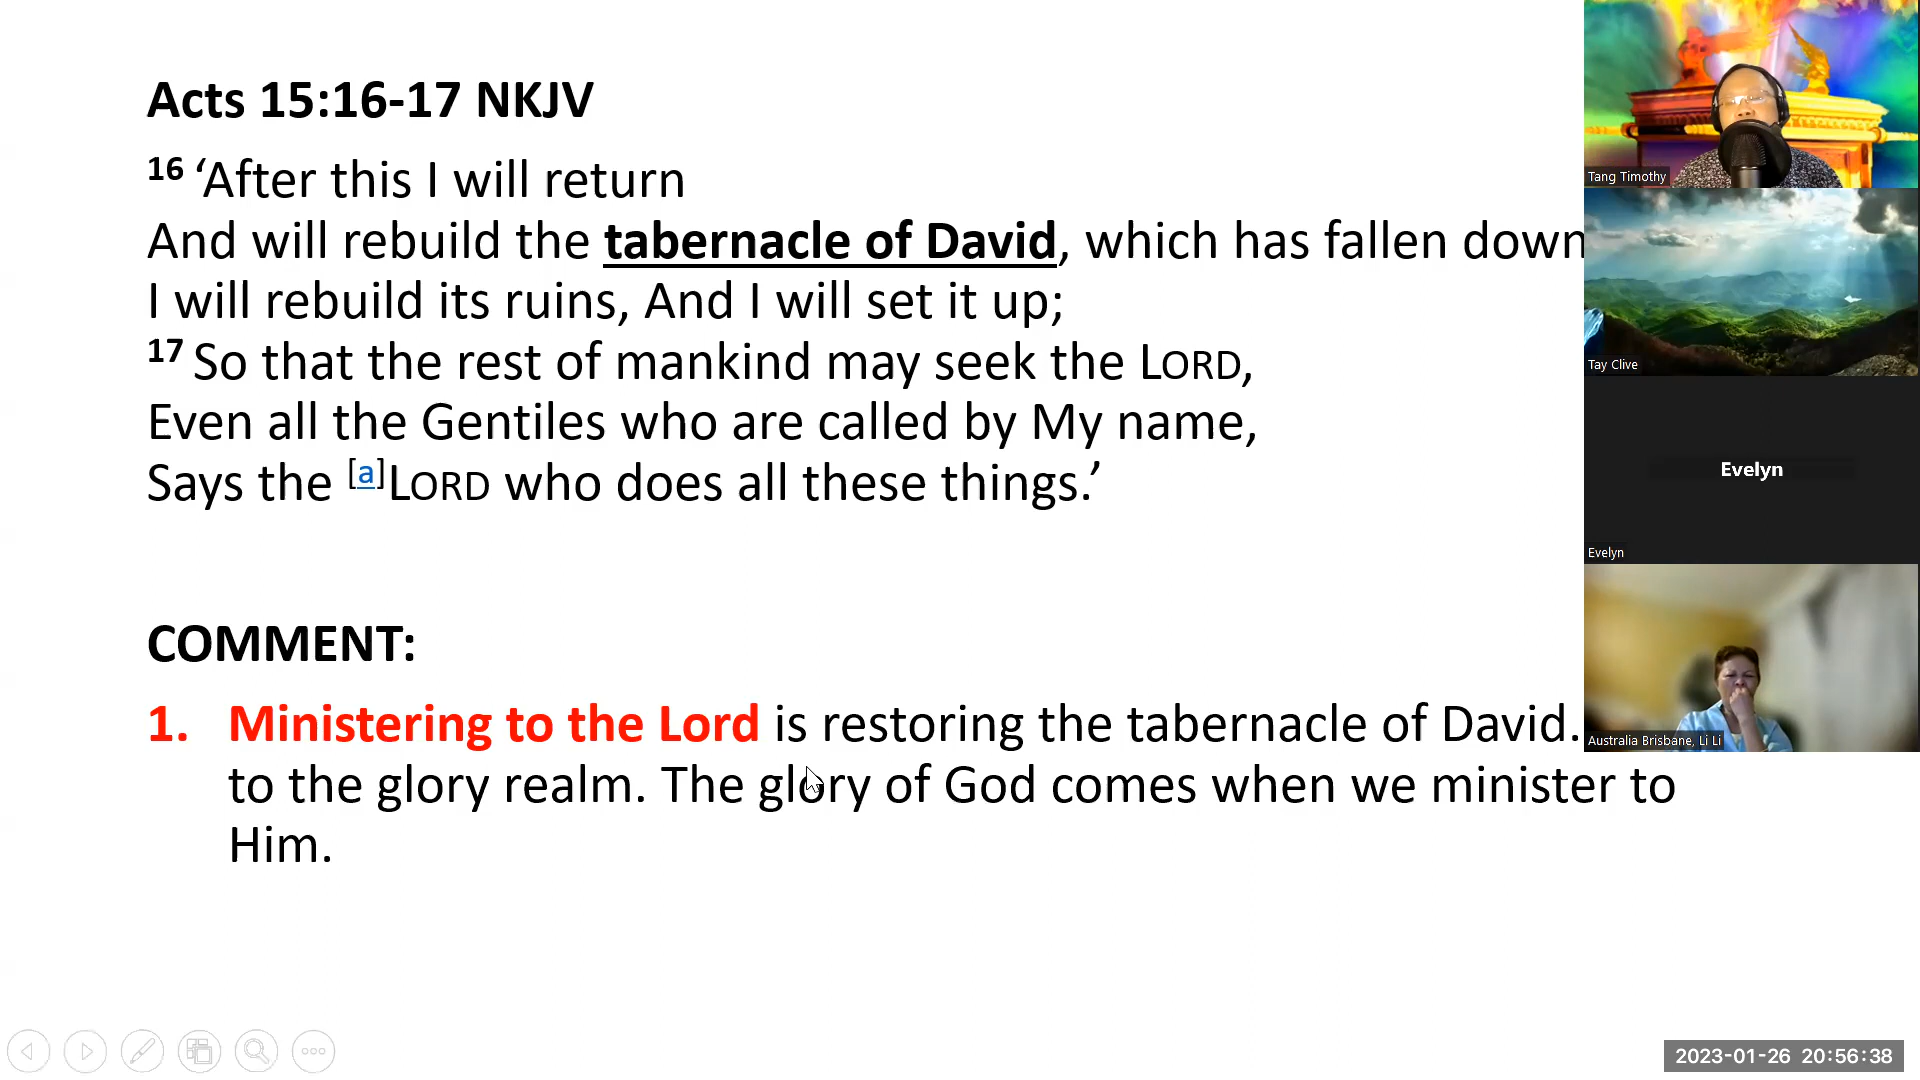 Acts 15:16-17 NKJV
16 ‘After this I will return
And will rebuild the tabernacle of David, which has fallen down
I will rebuild its ruins, And I will set it up;
17 So that the rest of mankind may seek the LORD,
Even all the Gentiles who are called by My name,
Says the [a]LORD who does all these things.’
COMMENT:
1. Ministering to the Lord is restoring the tabernacle of David.
to the glory realm. The glory of God comes when we minister to
Him.
Tang Timothy
Tay Clive
Evelyn
Evelyn
Australia Brisbane, Li Li
2023-01-26 20:56:38